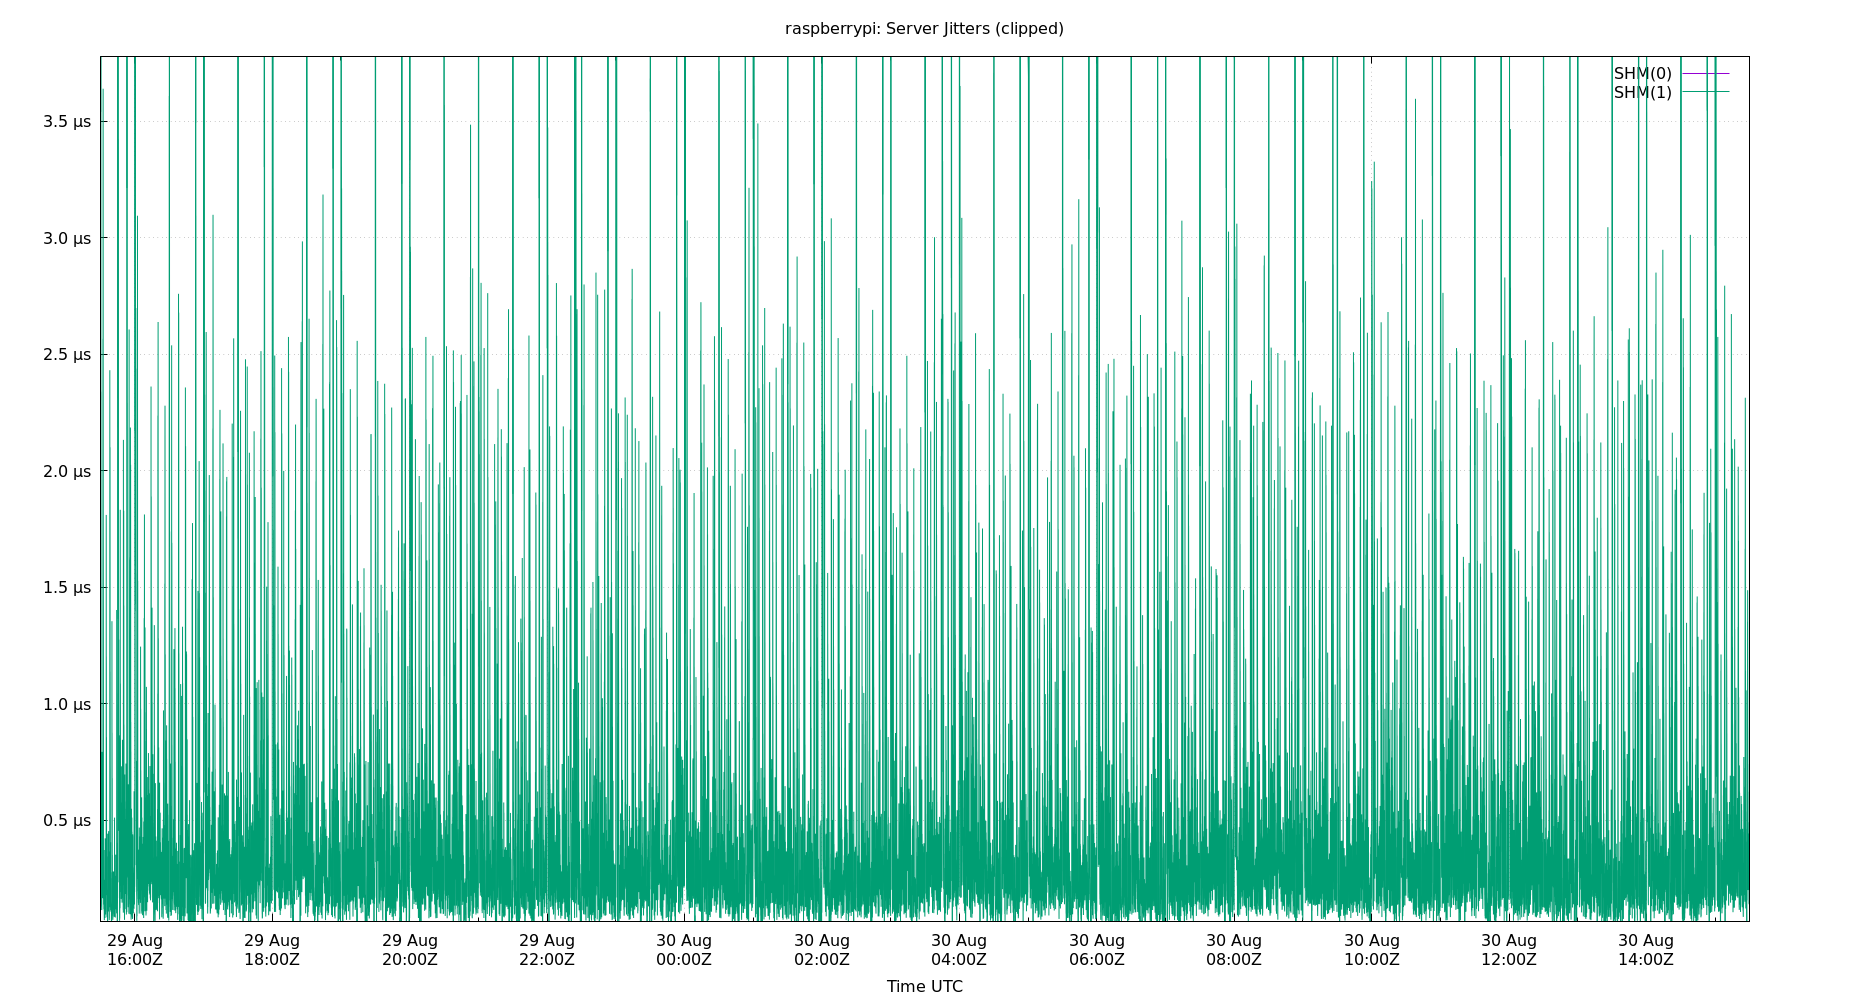 raspberrypi: Server Jitters (clipped)
SHM(0)
SHM(1)
3.5 µs
3.0 µs
2.5 µs
2.0 µs
1.5 µs
1.0 µs
0.5 µs
29 Aug 29 Aug 29 Aug 29 Aug 30 Aug 30 Aug 30 Aug 30 Aug 30 Aug 30 Aug 30 Aug 30 Aug
16:00Z 18:00Z 20:00Z 22:00Z 00:00Z 02:00Z 04:00Z 06:00Z 08:00Z 10:00Z 12:00Z 14:00Z
Time UTC